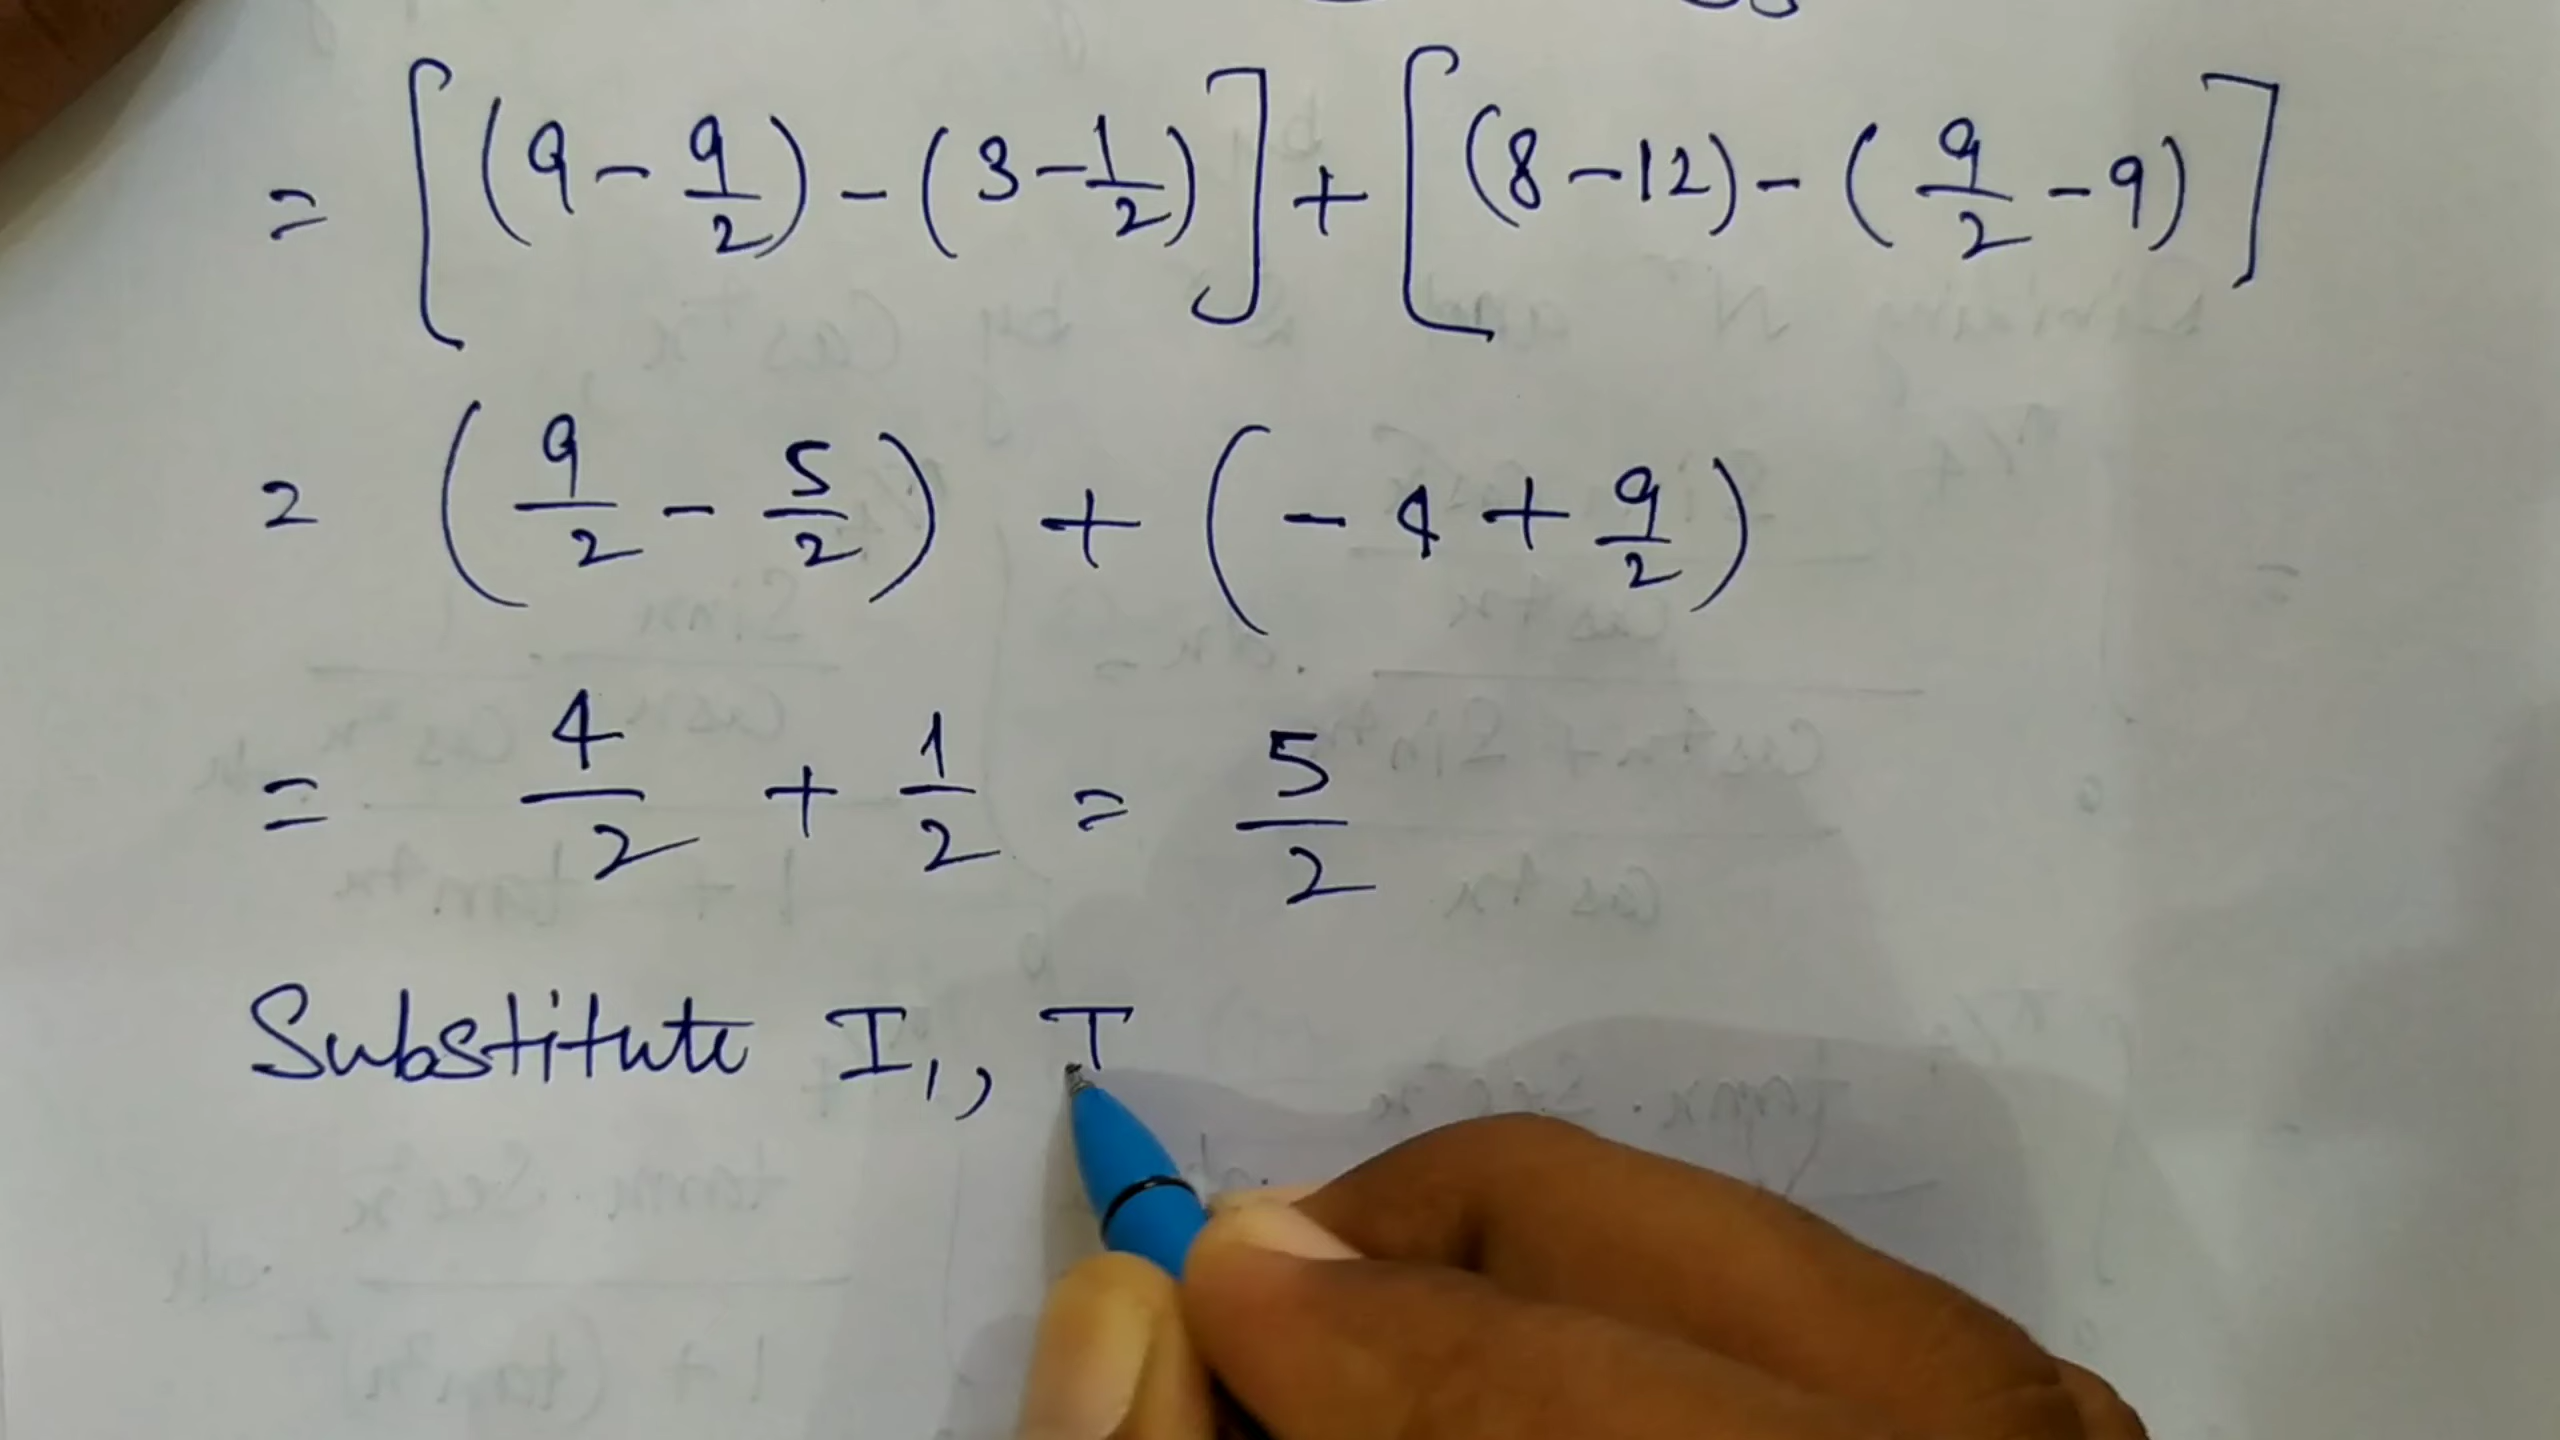 = [(9 - 9/2) - (3 - 1/2)] + [(8 - 12) - (9/2 - 9)]
= (9/2 - 5/2) + (-4 + 9/2)
= 4/2 + 1/2 = 5/2
Substitute I₁, I